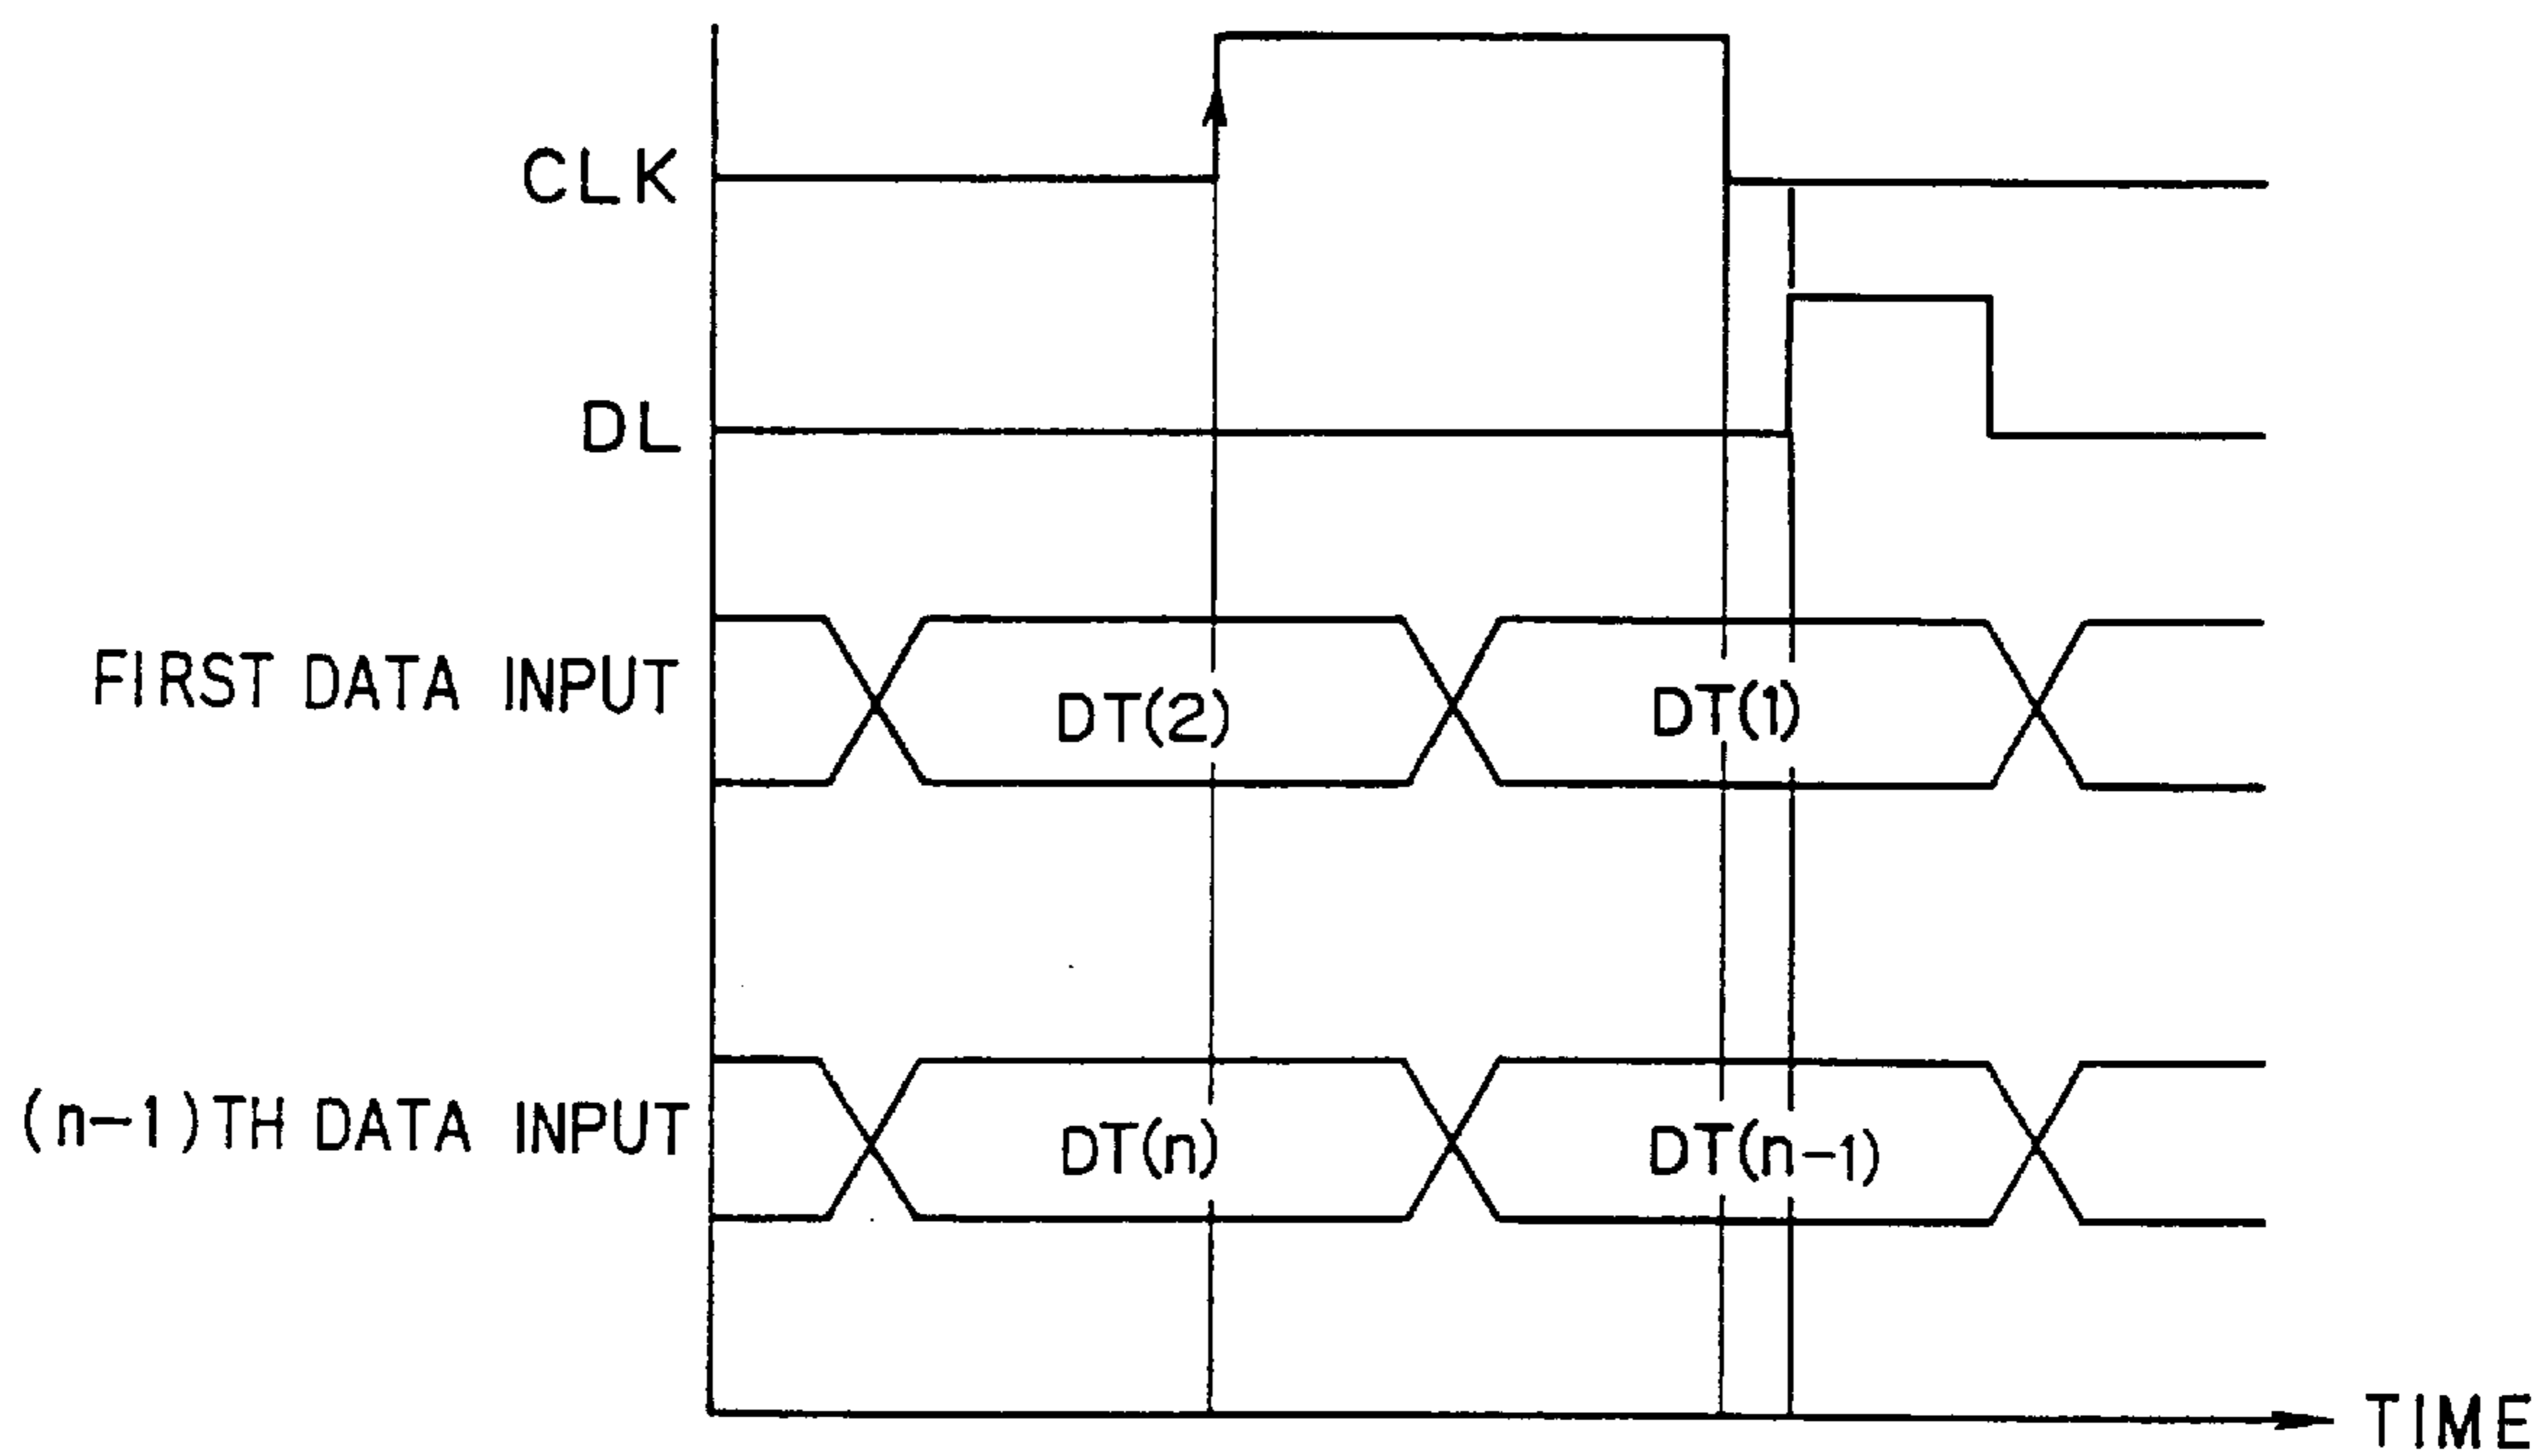 CLK
DL
FIRST DATA INPUT
DT(2)
DT(1)
(n-1)TH DATA INPUT
DT(n)
DT(n-1)
TIME